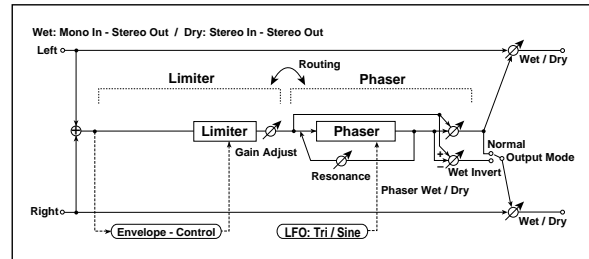 Wet: Mono In - Stereo Out / Dry: Stereo In - Stereo Out
Left
Wet / Dry
Routing
Limiter
Phaser
Limiter
Phaser
Normal
Gain Adjust
Output Mode
Resonance
+
−
Wet Invert
Phaser Wet / Dry
Right
Envelope - Control
LFO: Tri / Sine
Wet / Dry